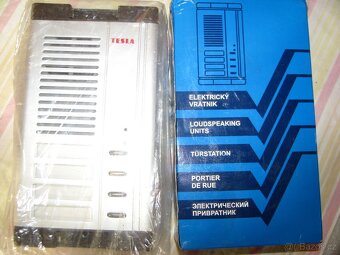 TESLA
ELEKTRICKÝ
VRÁTNIK
LOUDSPEAKING
UNITS
TÜRSTATION
PORTIER
DE RUE
ЭЛЕКТРИЧЕСКИЙ
ПРИВРАТНИК